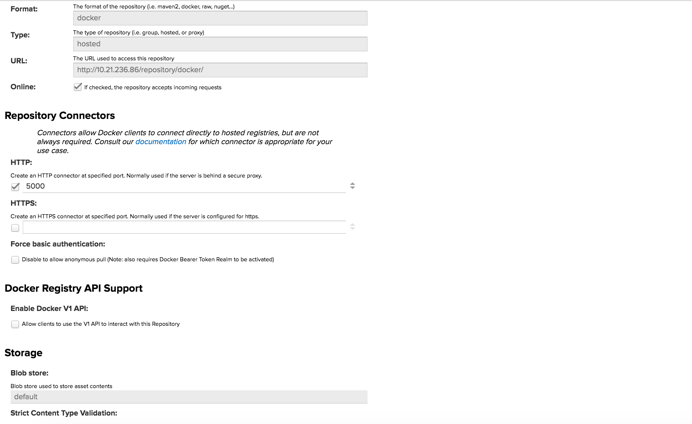 Format:
The format of the repository (i.e. maven2, docker, raw, nuget...)
docker
Type:
The type of repository (i.e. group, hosted, or proxy)
hosted
URL:
The URL used to access this repository
http://10.21.236.86/repository/docker/
Online:
If checked, the repository accepts incoming requests
Repository Connectors
Connectors allow Docker clients to connect directly to hosted registries, but are not
always required. Consult our documentation for which connector is appropriate for your
use case.
HTTP:
Create an HTTP connector at specified port. Normally used if the server is behind a secure proxy.
5000
HTTPS:
Create an HTTPS connector at specified port. Normally used if the server is configured for https.
Force basic authentication:
Disable to allow anonymous pull (Note: also requires Docker Bearer Token Realm to be activated)
Docker Registry API Support
Enable Docker V1 API:
Allow clients to use the V1 API to interact with this Repository
Storage
Blob store:
Blob store used to store asset contents
default
Strict Content Type Validation: